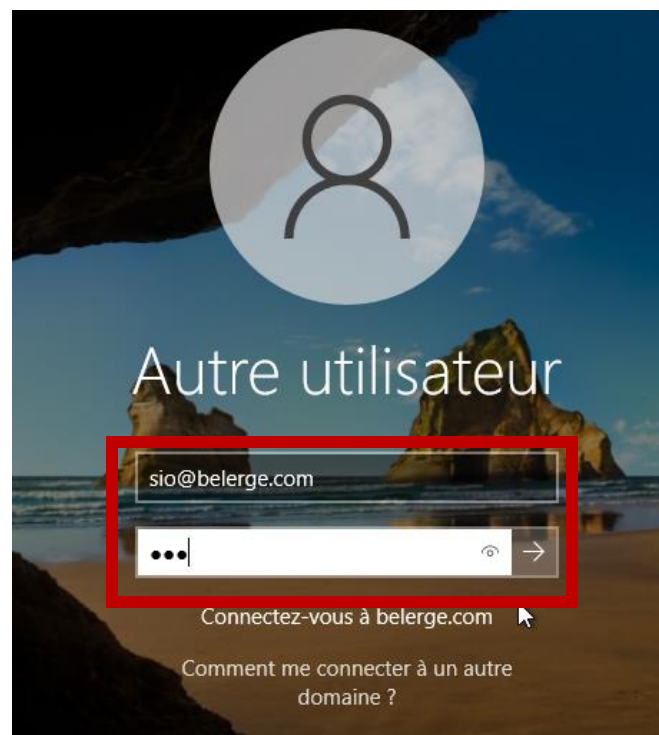 Autre utilisateur
sio@belerge.com
●●●
Connectez-vous à belerge.com
Comment me connecter à un autre
domaine ?